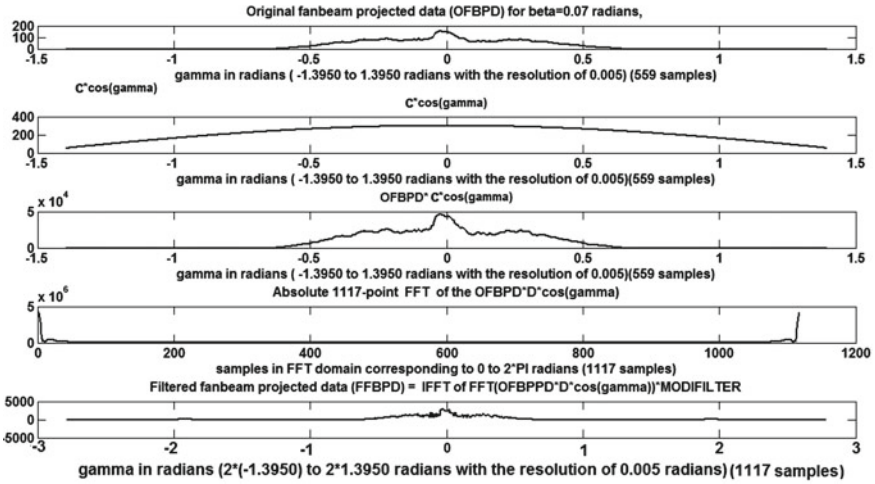 Original fanbeam projected data (OFBPD) for beta=0.07 radians,
200
100
0
-1.5 -1 -0.5 0 0.5 1 1.5
gamma in radians ( -1.3950 to 1.3950 radians with the resolution of 0.005) (559 samples)
C*cos(gamma)
C*cos(gamma)
400
200
0
-1.5 -1 -0.5 0 0.5 1 1.5
gamma in radians ( -1.3950 to 1.3950 radians with the resolution of 0.005)(559 samples)
x 10^4 OFBPD* C*cos(gamma)
5
0
-1.5 -1 -0.5 0 0.5 1 1.5
gamma in radians ( -1.3950 to 1.3950 radians with the resolution of 0.005)(559 samples)
x 10^6 Absolute 1117-point FFT of the OFBPD*D*cos(gamma)
5
0
0 200 400 600 800 1000 1200
samples in FFT domain corresponding to 0 to 2*PI radians (1117 samples)
Filtered fanbeam projected data (FFBPD) = IFFT of FFT(OFBPPD*D*cos(gamma))*MODIFILTER
5000
0
-5000
-3 -2 -1 0 1 2 3
gamma in radians (2*(-1.3950) to 2*1.3950 radians with the resolution of 0.005 radians) (1117 samples)